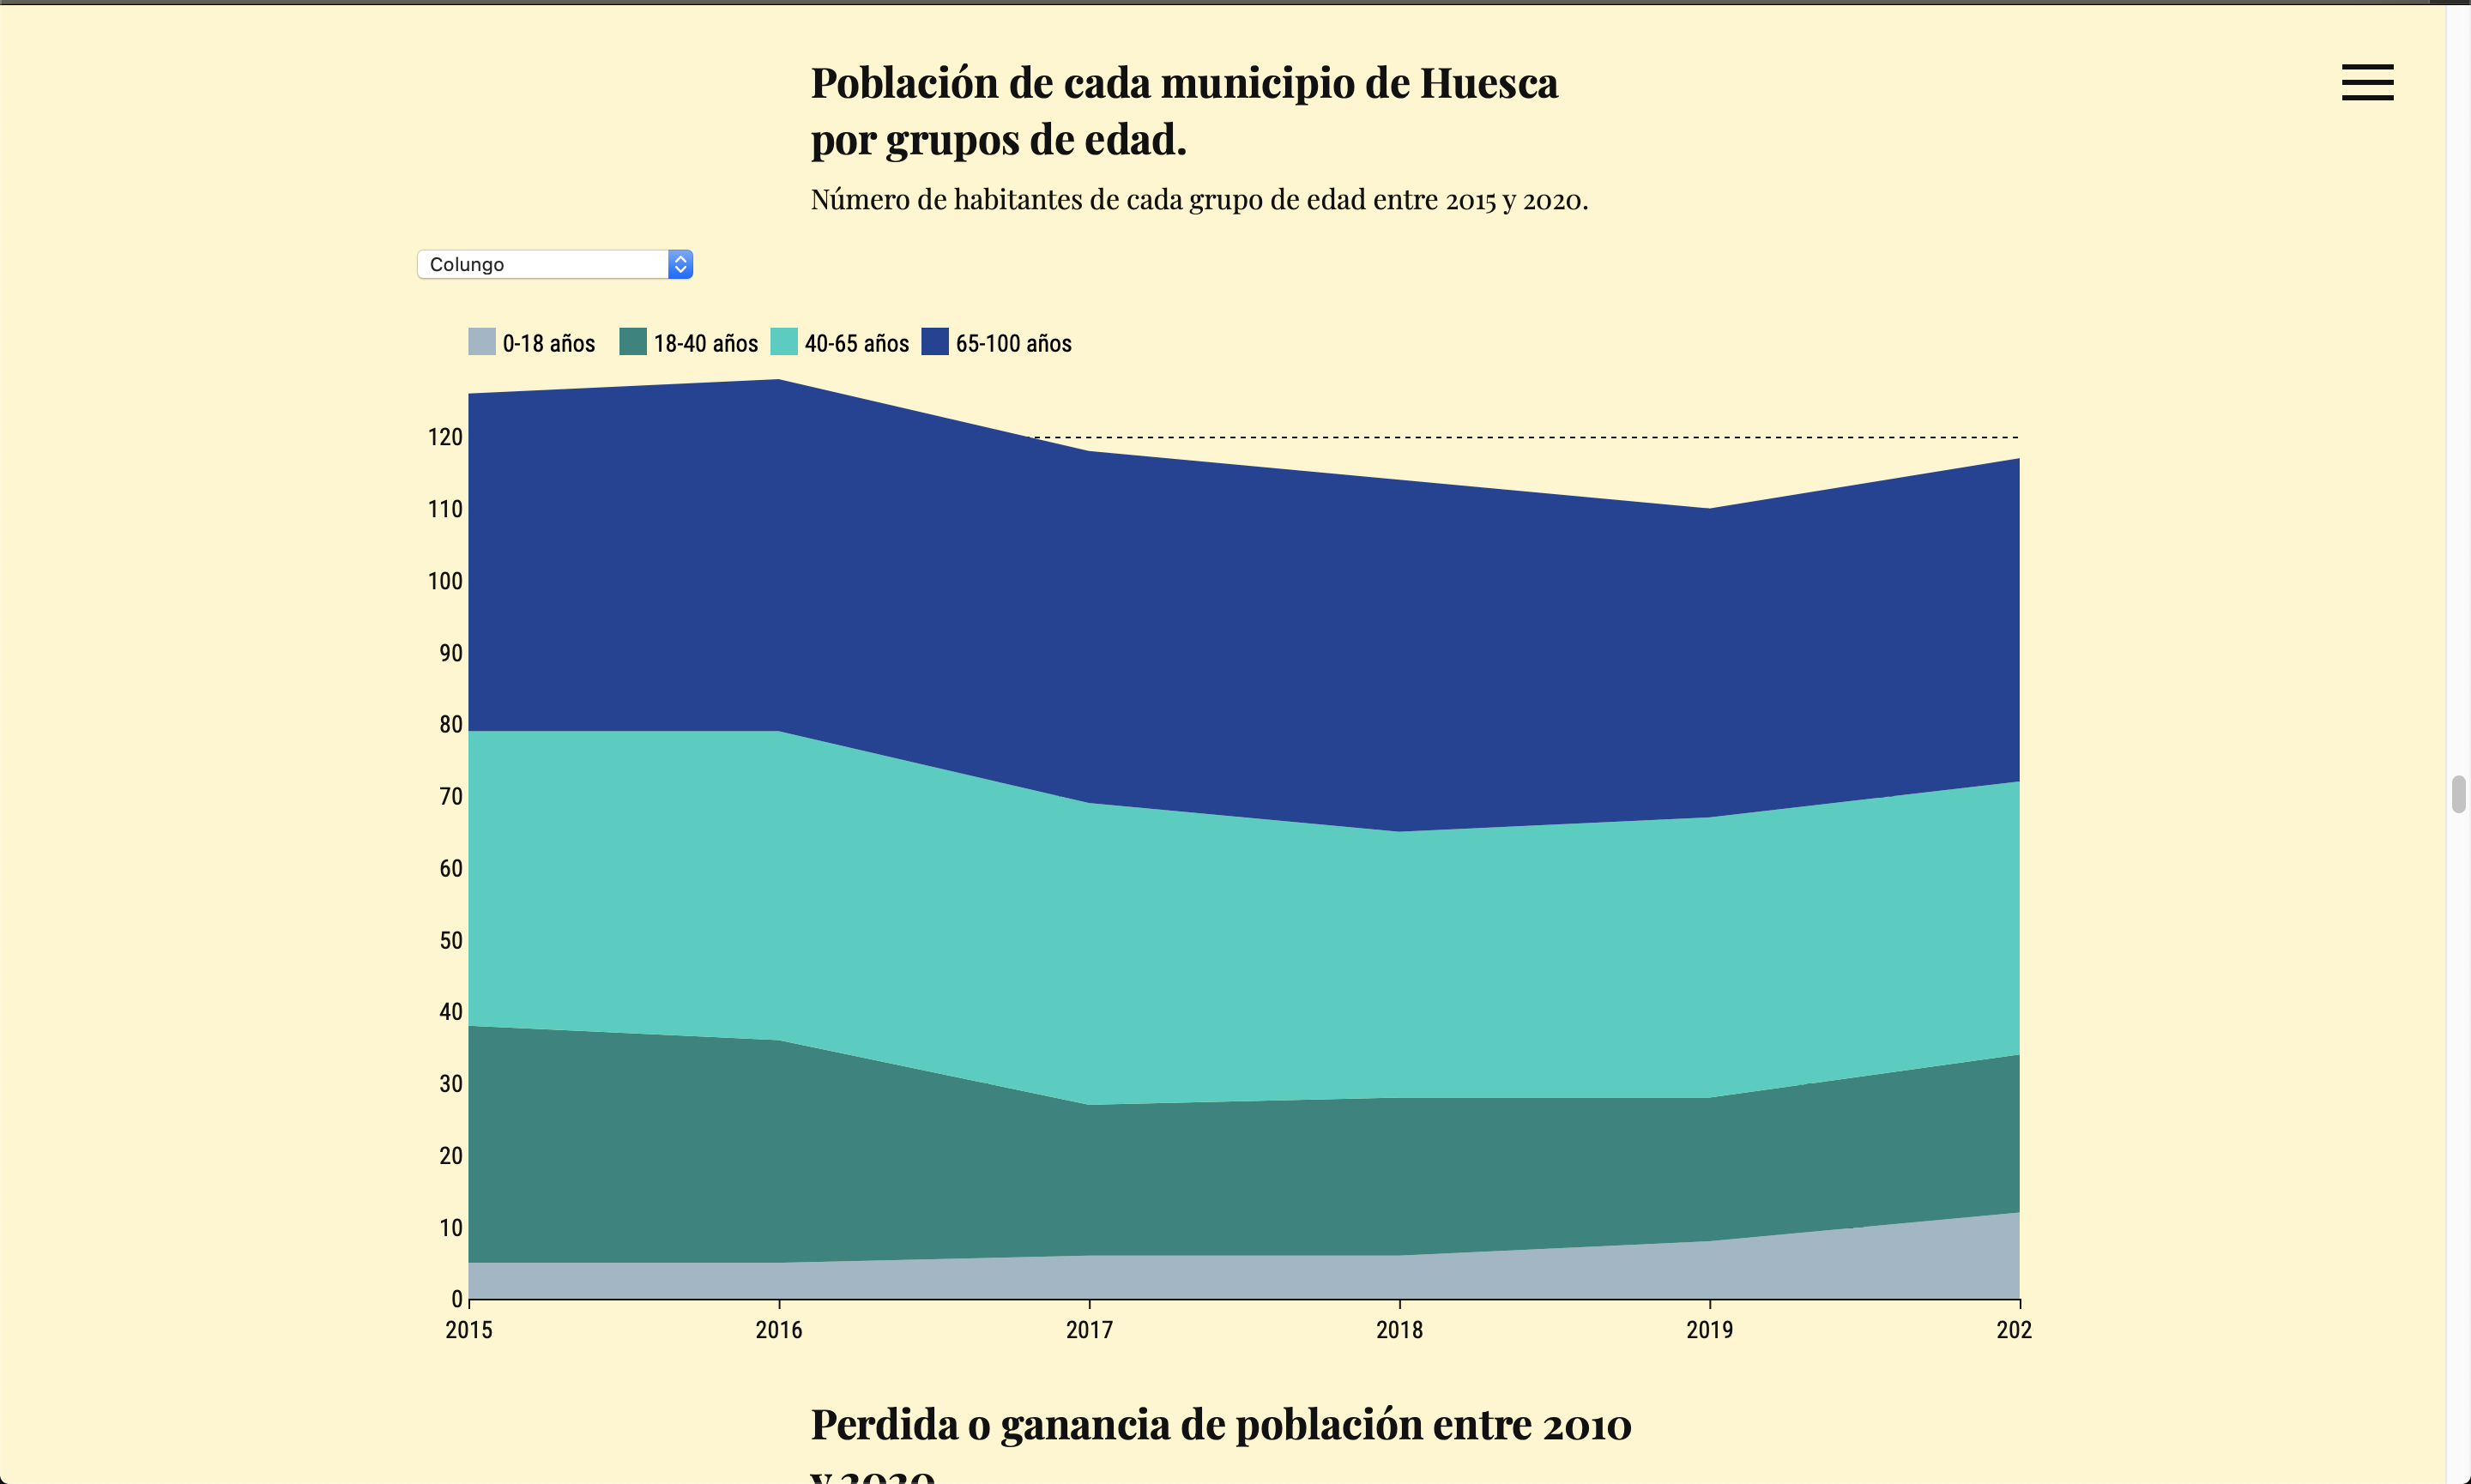 Población de cada municipio de Huesca
por grupos de edad.
Número de habitantes de cada grupo de edad entre 2015 y 2020.
Colungo
0-18 años 18-40 años 40-65 años 65-100 años
120
110
100
90
80
70
60
50
40
30
20
10
0
2015 2016 2017 2018 2019 202
Perdida o ganancia de población entre 2010
y 2020